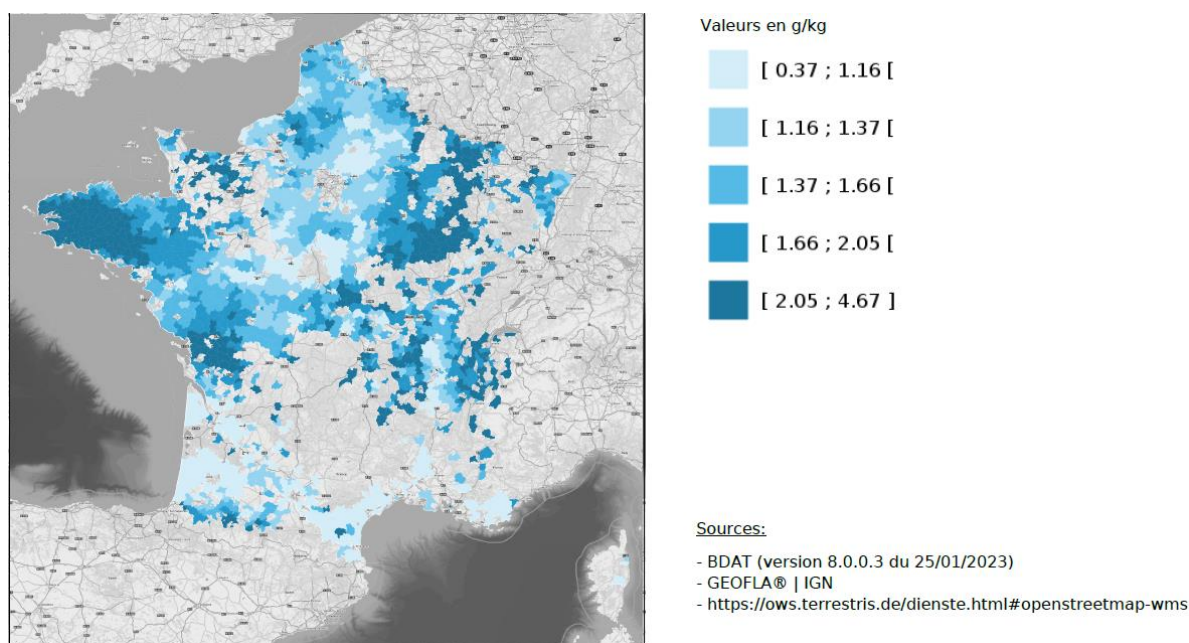 Valeurs en g/kg
[ 0.37 ; 1.16 [
[ 1.16 ; 1.37 [
[ 1.37 ; 1.66 [
[ 1.66 ; 2.05 [
[ 2.05 ; 4.67 ]
Sources:
- BDAT (version 8.0.0.3 du 25/01/2023)
- GEOFLA® | IGN
- https://ows.terrestris.de/dienste.html#openstreetmap-wms